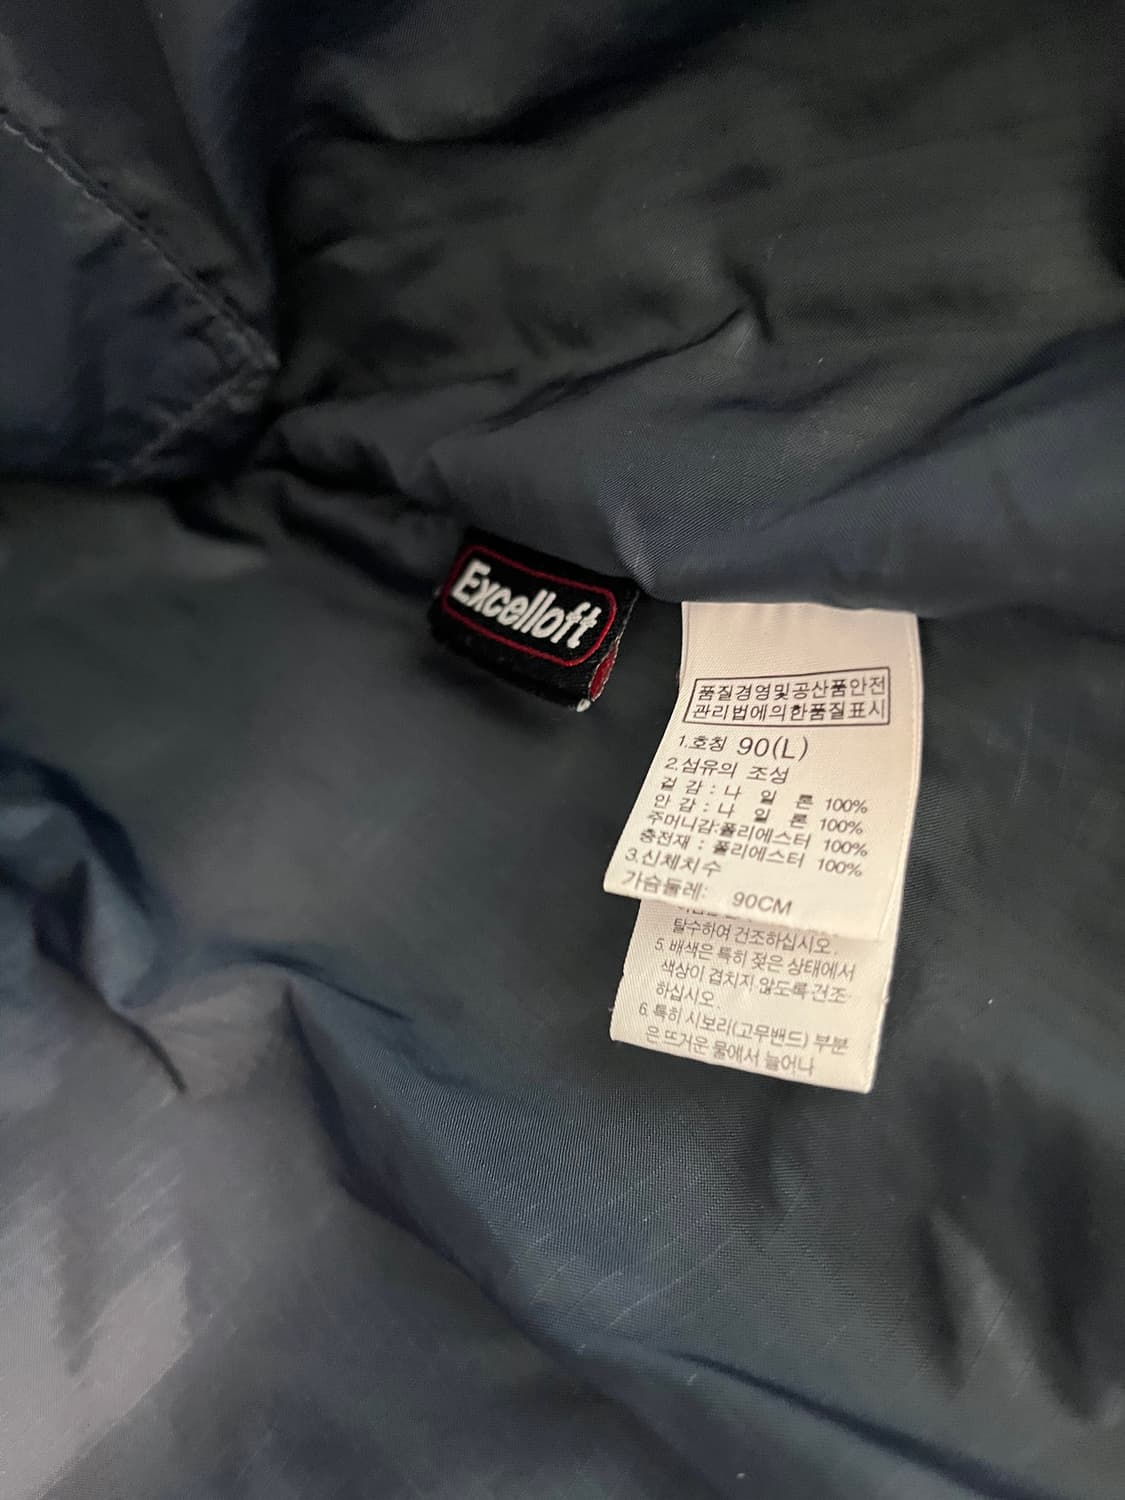 Excelloft
품질경영및공산품안전
관리법에의한품질표시
1.호칭 90(L)
2.섬유의 조성
겉 감 : 나 일 론 100%
안 감 : 나 일 론 100%
주머니감:폴리에스터 100%
충전재 : 폴리에스터 100%
3.신체치수
가슴둘레: 90CM
탈수하여 건조하십시오.
5. 배색은 특히 젖은 상태에서
색상이 겹치지 않도록 건조
하십시오.
6. 특히 시보리(고무밴드) 부분
은 뜨거운 물에서 늘어나